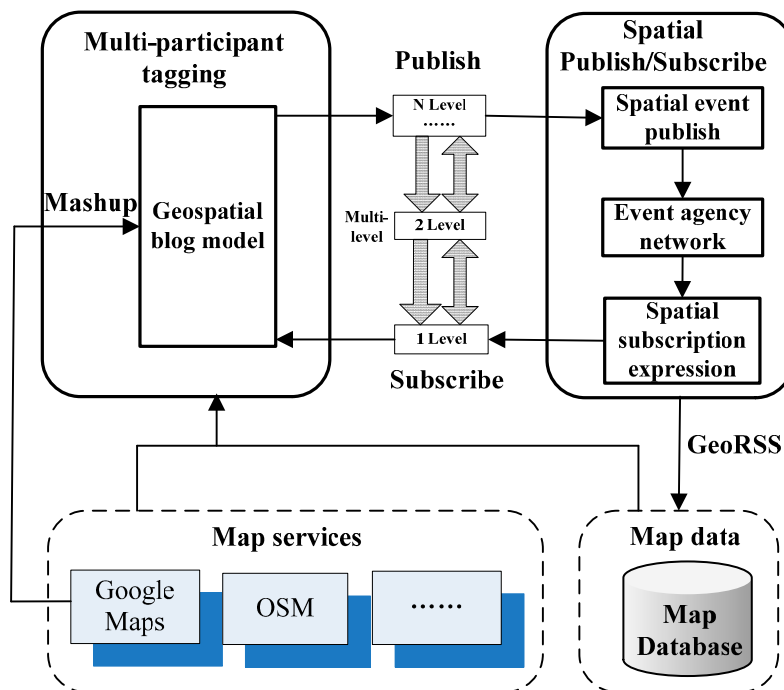 Multi-participant
tagging
Geospatial
blog model
Mashup
Publish
N Level
……
Multi-
level
2 Level
1 Level
Subscribe
Spatial
Publish/Subscribe
Spatial event
publish
Event agency
network
Spatial
subscription
expression
GeoRSS
Map services
Google
Maps
OSM
……
Map data
Map
Database